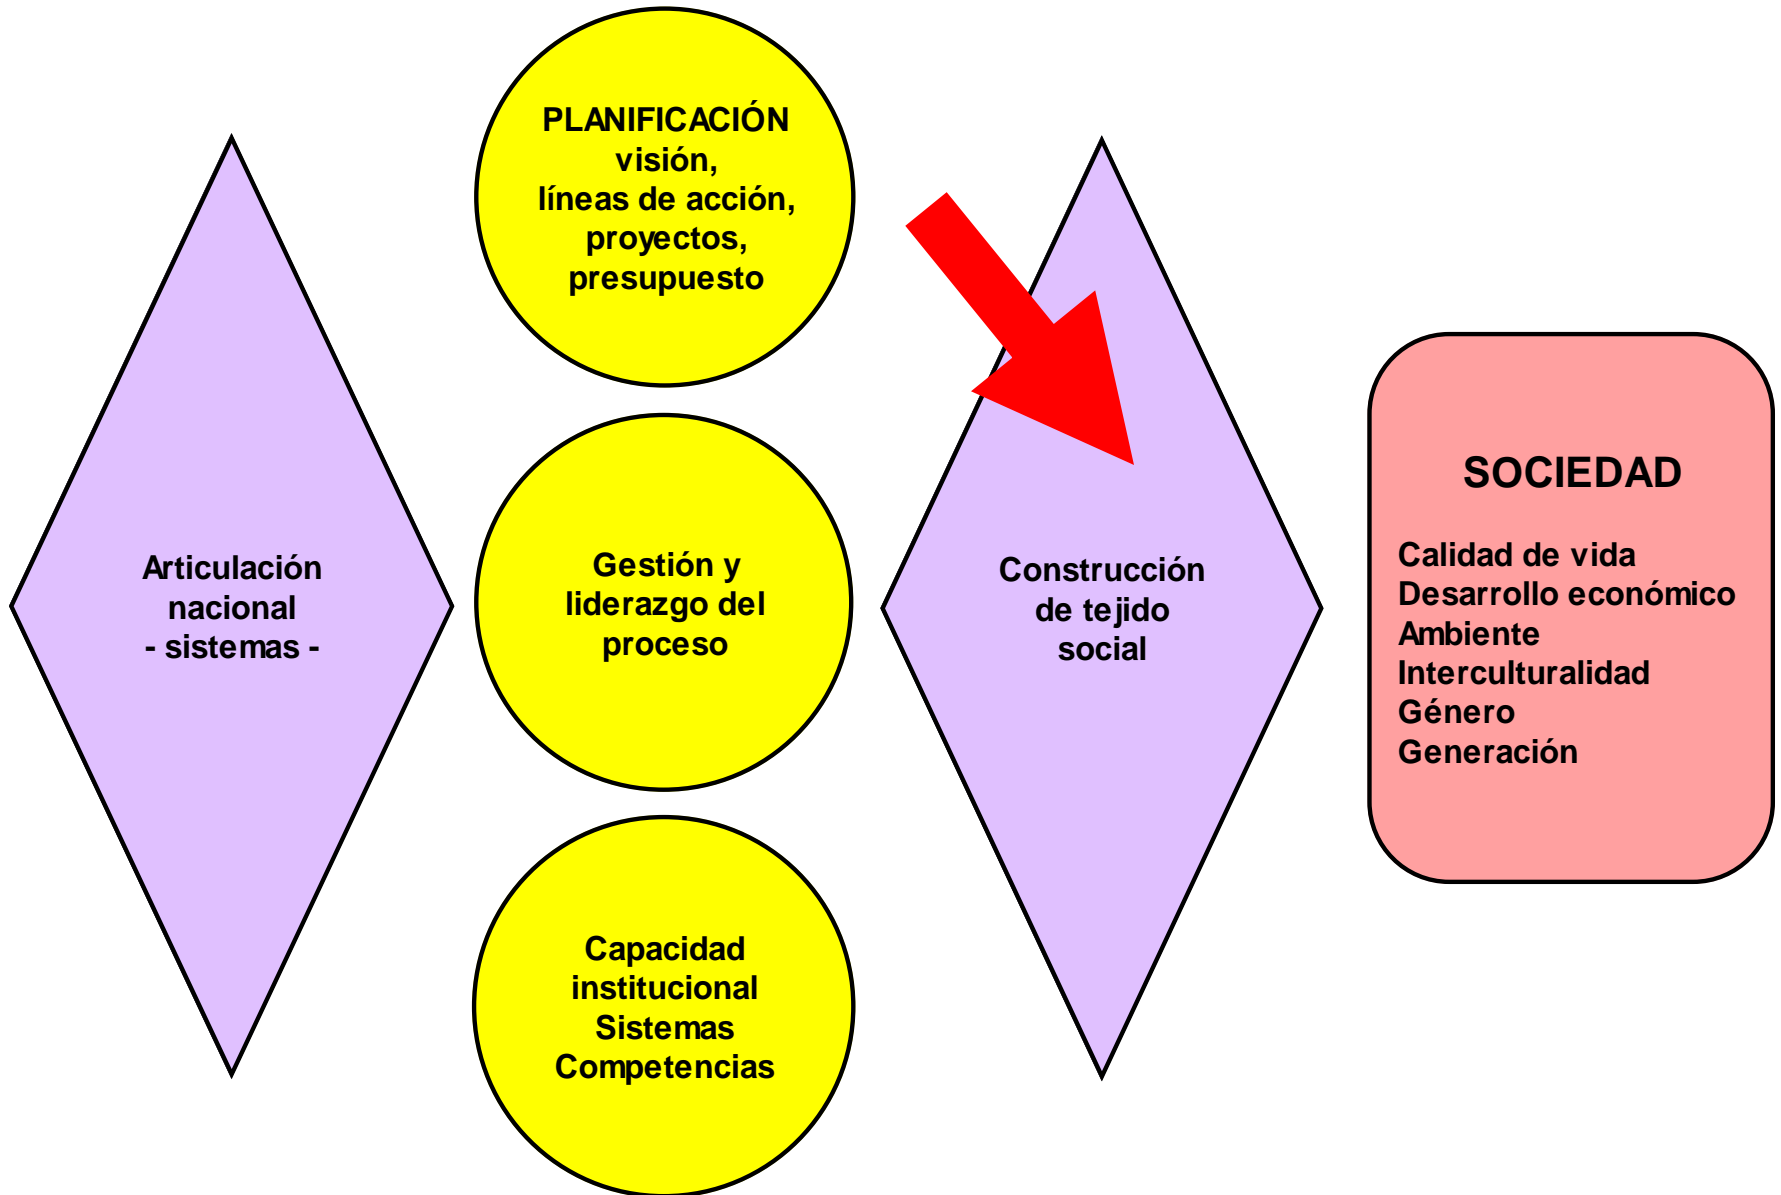 Articulación
nacional
- sistemas -
PLANIFICACIÓN
visión,
líneas de acción,
proyectos,
presupuesto
Gestión y
liderazgo del
proceso
Capacidad
institucional
Sistemas
Competencias
Construcción
de tejido
social
SOCIEDAD
Calidad de vida
Desarrollo económico
Ambiente
Interculturalidad
Género
Generación